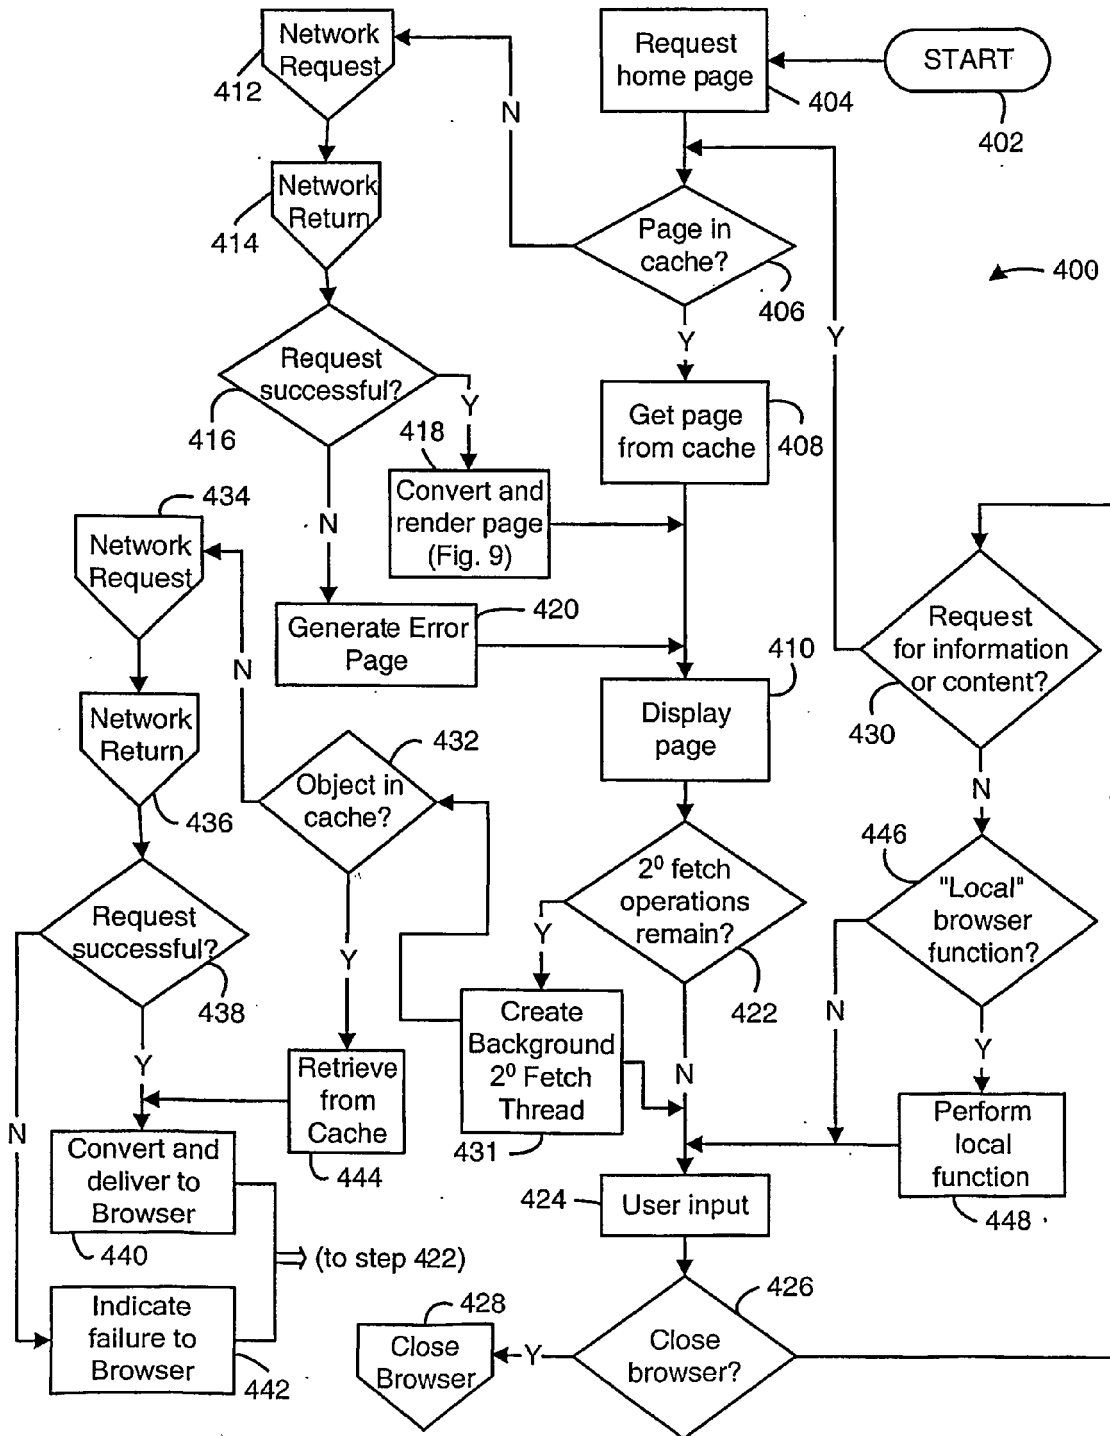 Network
Request
412
Request
home page
404
START
402
N
Network
Return
414
Page in
cache?
406
400
Y
Y
Request
successful?
416
Y
Get page
from cache
408
418
Convert and
render page
(Fig. 9)
N
434
Network
Request
420
Generate Error
Page
N
410
Display
page
Request
for information
or content?
430
Network
Return
436
432
Object in
cache?
N
446
"Local"
browser
function?
2⁰ fetch
operations
remain?
422
Y
Y
Request
successful?
438
N
Y
Create
Background
2⁰ Fetch
Thread
431
N
Y
Retrieve
from
Cache
444
N
Perform
local
function
448
Convert and
deliver to
Browser
440
424
User input
(to step 422)
Indicate
failure to
Browser
442
428
Close
Browser
Y
Close
browser?
426